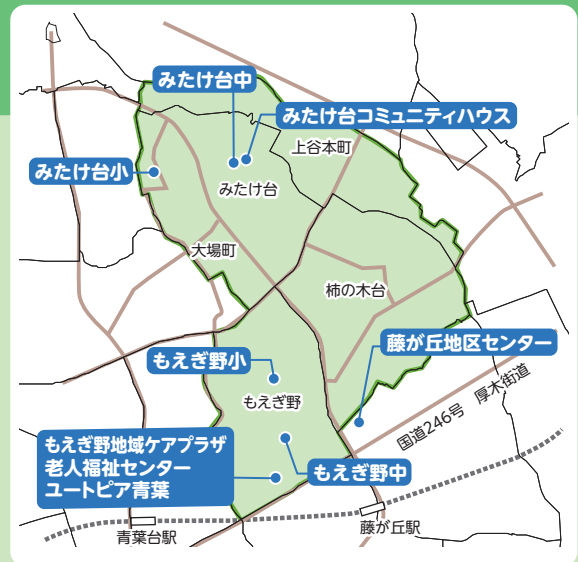 みたけ台中
みたけ台コミュニティハウス
上谷本町
みたけ台小
みたけ台
大場町
柿の木台
藤が丘地区センター
もえぎ野小
もえぎ野
国道246号 厚木街道
もえぎ野地域ケアプラザ
老人福祉センター
ユートピア青葉
もえぎ野中
青葉台駅
藤が丘駅